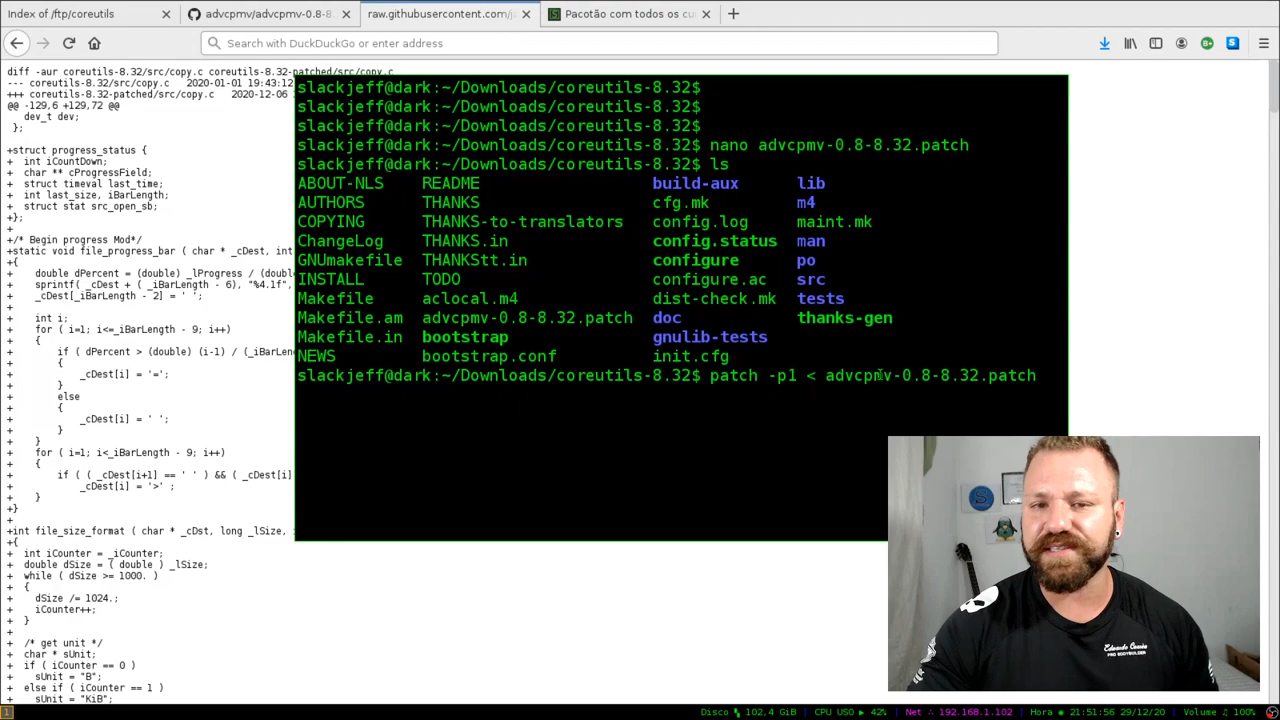 Index of /ftp/coreutils
advcpmv/advcpmv-0.8-8.
raw.githubusercontent.com/ja
Pacotão com todos os cu
Search with DuckDuckGo or enter address
diff -aur coreutils-8.32/src/copy.c coreutils-8.32-patched/src/copy.c
--- coreutils-8.32/src/copy.c 2020-01-01 19:43:12
+++ coreutils-8.32-patched/src/copy.c 2020-12-06
@@ -129,6 +129,72 @@
dev_t dev;
};
+struct progress_status {
+ int iCountDown;
+ char ** cProgressField;
+ struct timeval last_time;
+ int last_size, iBarLength;
+ struct stat src_open_sb;
+};
+
+/* Begin progress Mod*/
+static void file_progress_bar ( char * _cDest, int
+{
+ double dPercent = (double) _lProgress / (doubl
+ sprintf( _cDest + ( _iBarLength - 6), "%4.1f",
+ _cDest[_iBarLength - 2] = ' ';
+
+ int i;
+ for ( i=1; i<=_iBarLength - 9; i++)
+ {
+ if ( dPercent > (double) (i-1) / (_iBarLen
+ {
+ _cDest[i] = '=';
+ }
+ else
+ {
+ _cDest[i] = ' ';
+ }
+ }
+ for ( i=1; i<_iBarLength - 9; i++)
+ {
+ if ( ( _cDest[i+1] == ' ' ) && ( _cDest[i]
+ _cDest[i] = '>' ;
+ }
+}
+
+int file_size_format ( char * _cDst, long _lSize,
+{
+ int iCounter = _iCounter;
+ double dSize = ( double ) _lSize;
+ while ( dSize >= 1000. )
+ {
+ dSize /= 1024.;
+ iCounter++;
+ }
+
+ /* get unit */
+ char * sUnit;
+ if ( iCounter == 0 )
+ sUnit = "B";
+ else if ( iCounter == 1 )
+ sUnit = "KiB";
slackjeff@dark:~/Downloads/coreutils-8.32$
slackjeff@dark:~/Downloads/coreutils-8.32$
slackjeff@dark:~/Downloads/coreutils-8.32$
slackjeff@dark:~/Downloads/coreutils-8.32$ nano advcpmv-0.8-8.32.patch
slackjeff@dark:~/Downloads/coreutils-8.32$ ls
ABOUT-NLS README build-aux lib
AUTHORS THANKS cfg.mk m4
COPYING THANKS-to-translators config.log maint.mk
ChangeLog THANKS.in config.status man
GNUmakefile THANKStt.in configure po
INSTALL TODO configure.ac src
Makefile aclocal.m4 dist-check.mk tests
Makefile.am advcpmv-0.8-8.32.patch doc thanks-gen
Makefile.in bootstrap gnulib-tests
NEWS bootstrap.conf init.cfg
slackjeff@dark:~/Downloads/coreutils-8.32$ patch -p1 < advcpmv-0.8-8.32.patch
PRO BODYBUILDER
1
Disco 102,4 GiB | CPU USO 42% | Net 192.168.1.102 | Hora 21:51:56 29/12/20 | Volume 100%